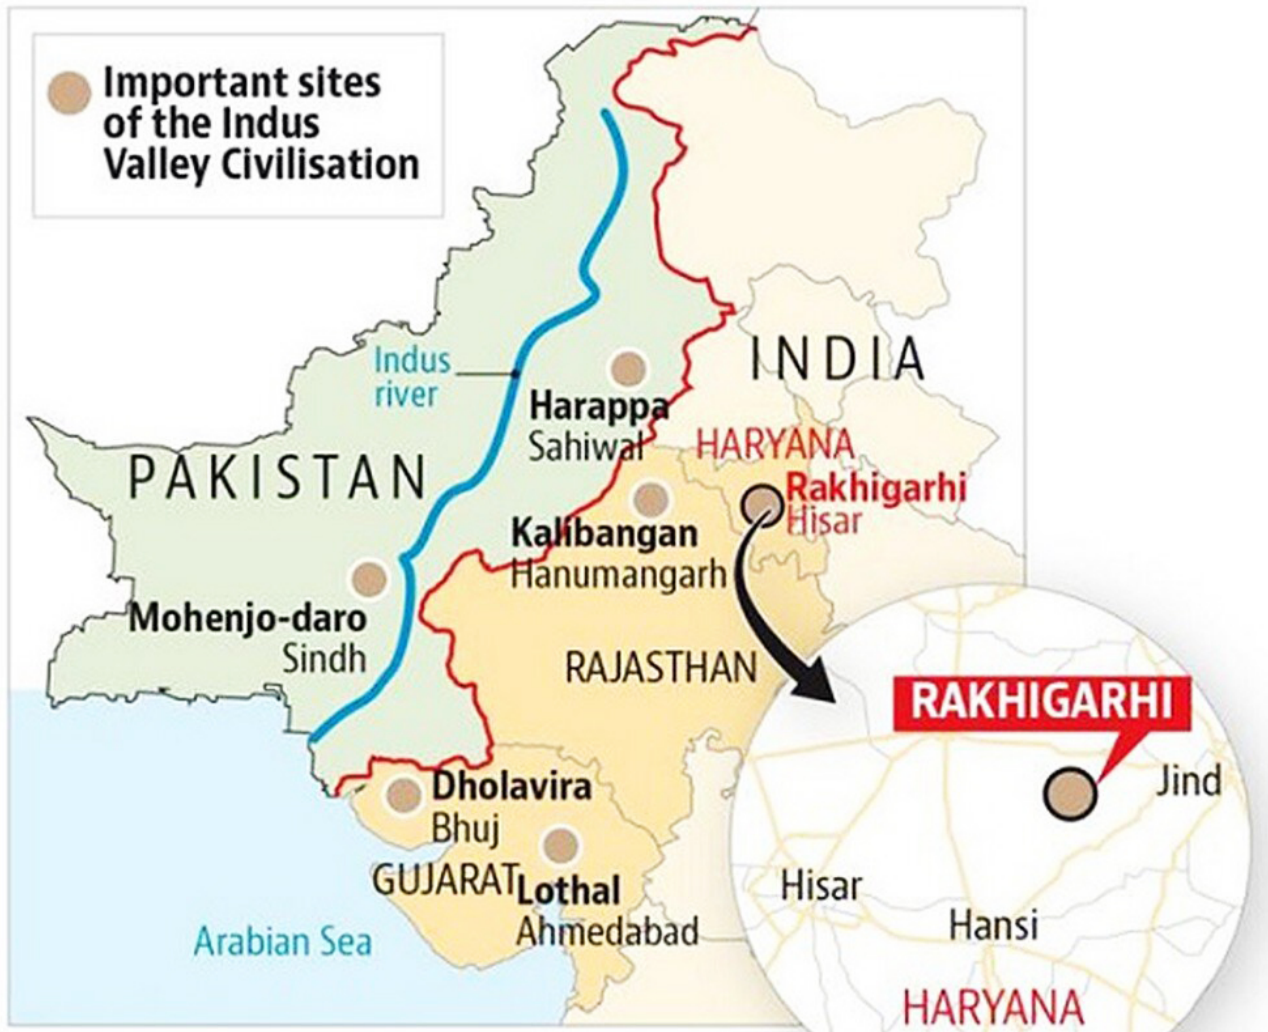 Important sites
of the Indus
Valley Civilisation
Indus
river
Harappa
Sahiwal
INDIA
PAKISTAN
HARYANA
Rakhigarhi
Hisar
Kalibangan
Hanumangarh
Mohenjo-daro
Sindh
RAJASTHAN
RAKHIGARHI
Jind
Dholavira
Bhuj
GUJARAT
Lothal
Ahmedabad
Arabian Sea
Hisar
Hansi
HARYANA